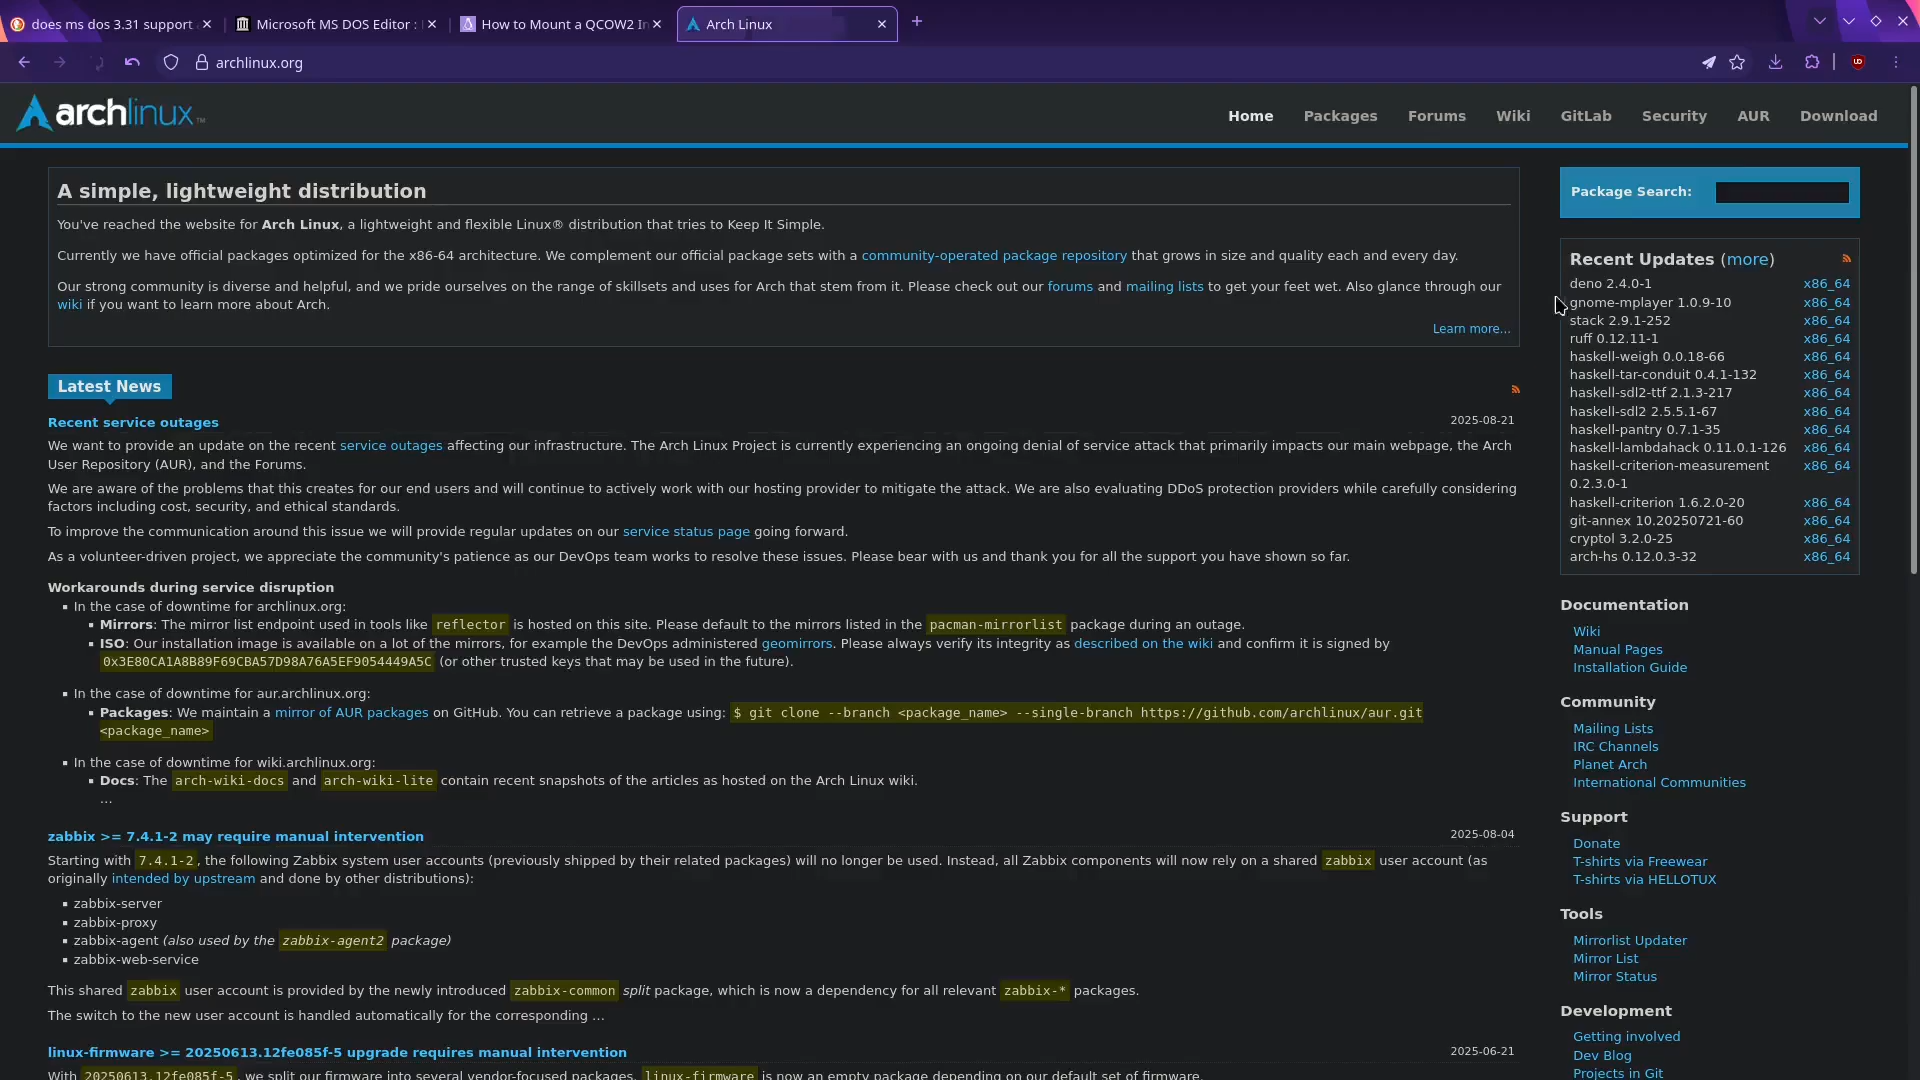 does ms dos 3.31 support
Microsoft MS DOS Editor :
How to Mount a QCOW2 In
Arch Linux
archlinux.org
archlinux™
Home Packages Forums Wiki GitLab Security AUR Download
A simple, lightweight distribution
You've reached the website for Arch Linux, a lightweight and flexible Linux® distribution that tries to Keep It Simple.
Currently we have official packages optimized for the x86-64 architecture. We complement our official package sets with a community-operated package repository that grows in size and quality each and every day.
Our strong community is diverse and helpful, and we pride ourselves on the range of skillsets and uses for Arch that stem from it. Please check out our forums and mailing lists to get your feet wet. Also glance through our
wiki if you want to learn more about Arch.
Learn more...
Latest News
Recent service outages 2025-08-21
We want to provide an update on the recent service outages affecting our infrastructure. The Arch Linux Project is currently experiencing an ongoing denial of service attack that primarily impacts our main webpage, the Arch
User Repository (AUR), and the Forums.
We are aware of the problems that this creates for our end users and will continue to actively work with our hosting provider to mitigate the attack. We are also evaluating DDoS protection providers while carefully considering
factors including cost, security, and ethical standards.
To improve the communication around this issue we will provide regular updates on our service status page going forward.
As a volunteer-driven project, we appreciate the community's patience as our DevOps team works to resolve these issues. Please bear with us and thank you for all the support you have shown so far.
Workarounds during service disruption
▪ In the case of downtime for archlinux.org:
▪ Mirrors: The mirror list endpoint used in tools like reflector is hosted on this site. Please default to the mirrors listed in the pacman-mirrorlist package during an outage.
▪ ISO: Our installation image is available on a lot of the mirrors, for example the DevOps administered geomirrors. Please always verify its integrity as described on the wiki and confirm it is signed by
0x3E80CA1A8B89F69CBA57D98A76A5EF9054449A5C (or other trusted keys that may be used in the future).
▪ In the case of downtime for aur.archlinux.org:
▪ Packages: We maintain a mirror of AUR packages on GitHub. You can retrieve a package using: $ git clone --branch <package_name> --single-branch https://github.com/archlinux/aur.git
<package_name>
▪ In the case of downtime for wiki.archlinux.org:
▪ Docs: The arch-wiki-docs and arch-wiki-lite contain recent snapshots of the articles as hosted on the Arch Linux wiki.
...
zabbix >= 7.4.1-2 may require manual intervention 2025-08-04
Starting with 7.4.1-2, the following Zabbix system user accounts (previously shipped by their related packages) will no longer be used. Instead, all Zabbix components will now rely on a shared zabbix user account (as
originally intended by upstream and done by other distributions):
▪ zabbix-server
▪ zabbix-proxy
▪ zabbix-agent (also used by the zabbix-agent2 package)
▪ zabbix-web-service
This shared zabbix user account is provided by the newly introduced zabbix-common split package, which is now a dependency for all relevant zabbix-* packages.
The switch to the new user account is handled automatically for the corresponding ...
linux-firmware >= 20250613.12fe085f-5 upgrade requires manual intervention 2025-06-21
With 20250613.12fe085f-5, we split our firmware into several vendor-focused packages. linux-firmware is now an empty package depending on our default set of firmware.
Package Search:
Recent Updates (more)
deno 2.4.0-1 x86_64
gnome-mplayer 1.0.9-10 x86_64
stack 2.9.1-252 x86_64
ruff 0.12.11-1 x86_64
haskell-weigh 0.0.18-66 x86_64
haskell-tar-conduit 0.4.1-132 x86_64
haskell-sdl2-ttf 2.1.3-217 x86_64
haskell-sdl2 2.5.5.1-67 x86_64
haskell-pantry 0.7.1-35 x86_64
haskell-lambdahack 0.11.0.1-126 x86_64
haskell-criterion-measurement x86_64
0.2.3.0-1
haskell-criterion 1.6.2.0-20 x86_64
git-annex 10.20250721-60 x86_64
cryptol 3.2.0-25 x86_64
arch-hs 0.12.0.3-32 x86_64
Documentation
Wiki
Manual Pages
Installation Guide
Community
Mailing Lists
IRC Channels
Planet Arch
International Communities
Support
Donate
T-shirts via Freewear
T-shirts via HELLOTUX
Tools
Mirrorlist Updater
Mirror List
Mirror Status
Development
Getting involved
Dev Blog
Projects in Git